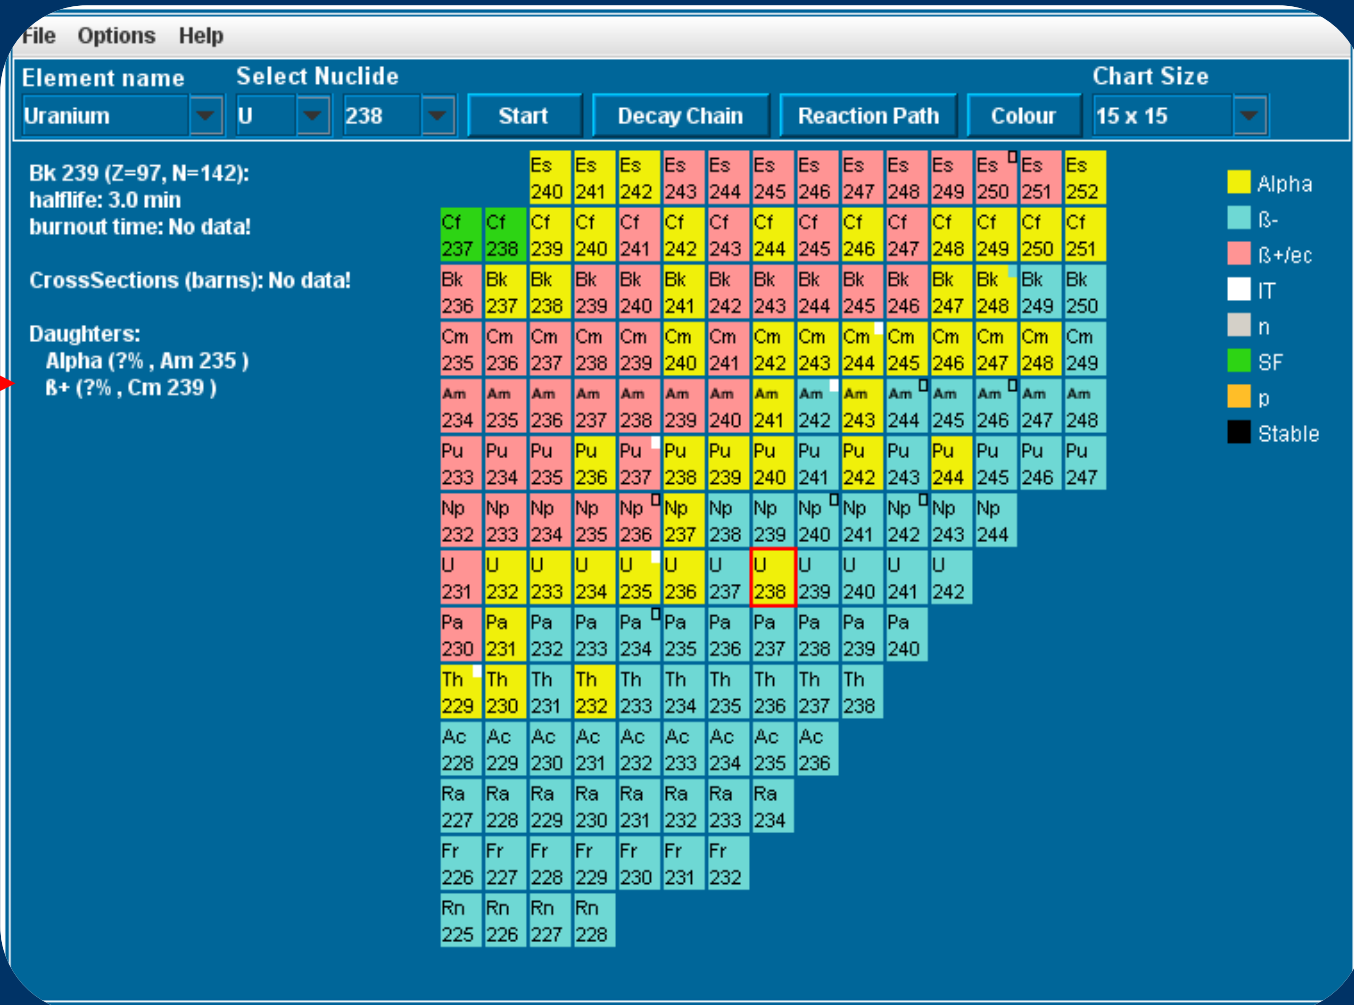 File Options Help
Element name Select Nuclide Chart Size
Uranium U 238 Start Decay Chain Reaction Path Colour 15 x 15
Bk 239 (Z=97, N=142):
halflife: 3.0 min
burnout time: No data!
CrossSections (barns): No data!
Daughters:
Alpha (?% , Am 235 )
ß+ (?% , Cm 239 )
Es Es Es Es Es Es Es Es Es Es Es Es Es
240 241 242 243 244 245 246 247 248 249 250 251 252
Cf Cf Cf Cf Cf Cf Cf Cf Cf Cf Cf Cf Cf Cf Cf
237 238 239 240 241 242 243 244 245 246 247 248 249 250 251
Bk Bk Bk Bk Bk Bk Bk Bk Bk Bk Bk Bk Bk Bk Bk
236 237 238 239 240 241 242 243 244 245 246 247 248 249 250
Cm Cm Cm Cm Cm Cm Cm Cm Cm Cm Cm Cm Cm Cm Cm
235 236 237 238 239 240 241 242 243 244 245 246 247 248 249
Am Am Am Am Am Am Am Am Am Am Am Am Am Am Am
234 235 236 237 238 239 240 241 242 243 244 245 246 247 248
Pu Pu Pu Pu Pu Pu Pu Pu Pu Pu Pu Pu Pu Pu Pu
233 234 235 236 237 238 239 240 241 242 243 244 245 246 247
Np Np Np Np Np Np Np Np Np Np Np Np Np
232 233 234 235 236 237 238 239 240 241 242 243 244
U U U U U U U U U U U U
231 232 233 234 235 236 237 238 239 240 241 242
Pa Pa Pa Pa Pa Pa Pa Pa Pa Pa Pa
230 231 232 233 234 235 236 237 238 239 240
Th Th Th Th Th Th Th Th Th Th
229 230 231 232 233 234 235 236 237 238
Ac Ac Ac Ac Ac Ac Ac Ac Ac
228 229 230 231 232 233 234 235 236
Ra Ra Ra Ra Ra Ra Ra Ra
227 228 229 230 231 232 233 234
Fr Fr Fr Fr Fr Fr Fr
226 227 228 229 230 231 232
Rn Rn Rn Rn
225 226 227 228
Alpha
ß-
ß+/ec
IT
n
SF
p
Stable